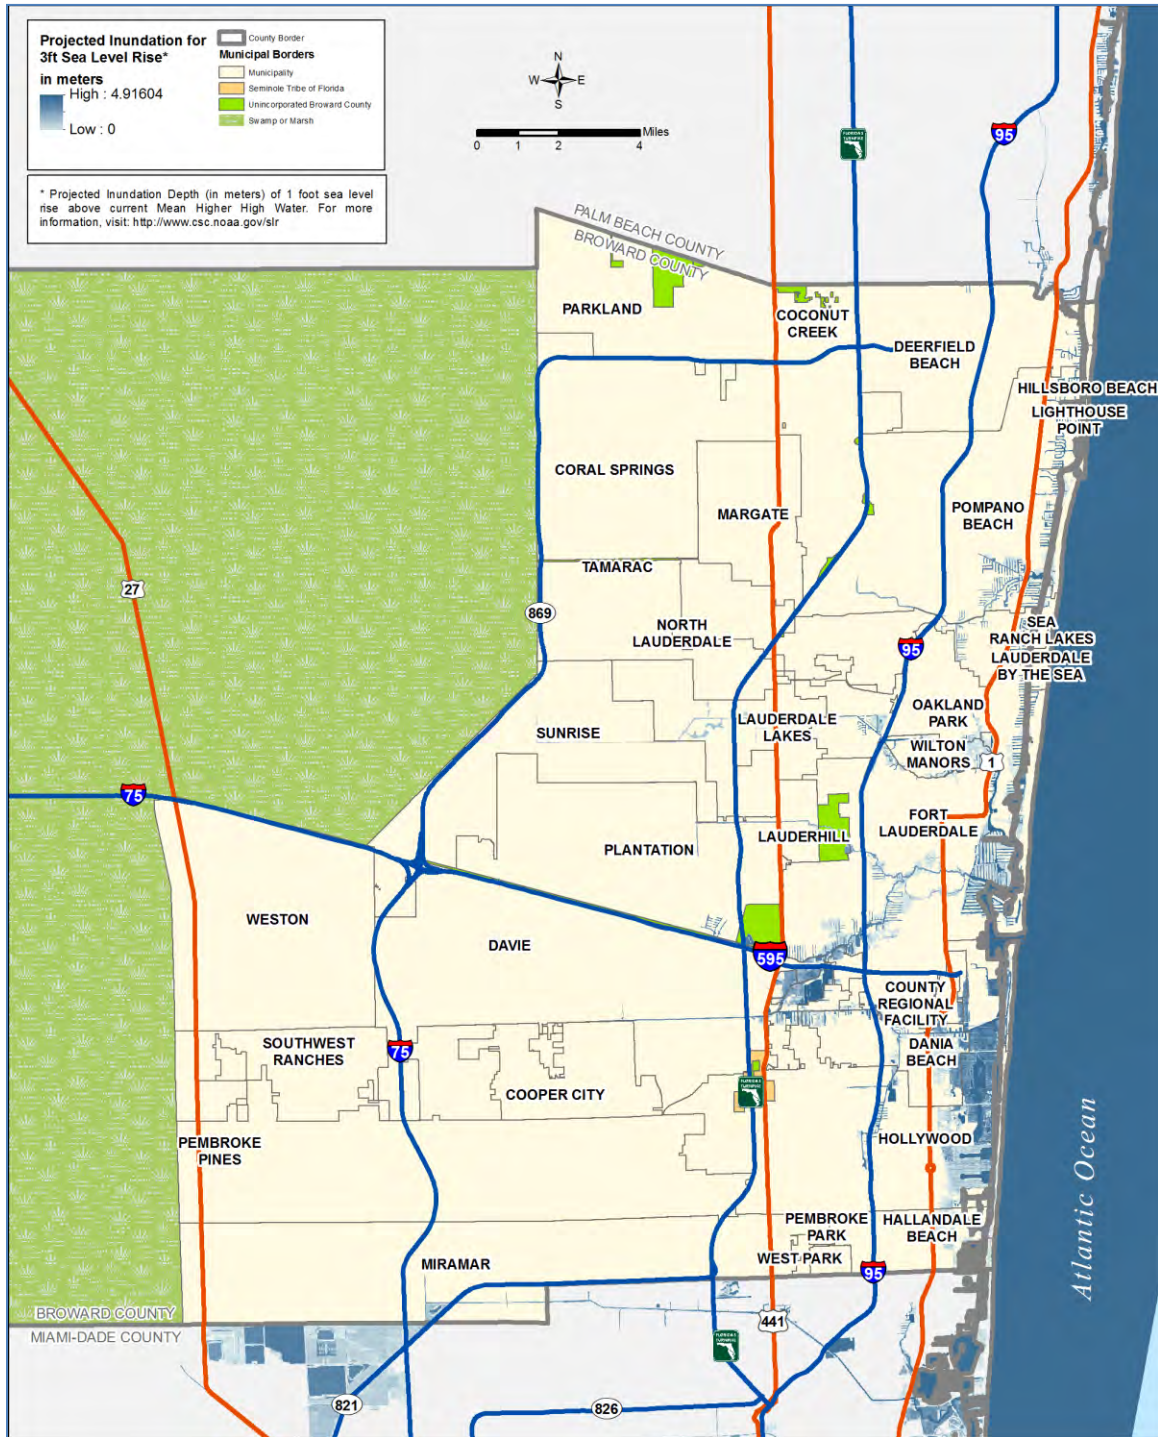 Projected Inundation for
3ft Sea Level Rise*
in meters
High : 4.91604
Low : 0
County Border
Municipal Borders
Municipality
Seminole Tribe of Florida
Unincorporated Broward County
Swamp or Marsh
* Projected Inundation Depth (in meters) of 1 foot sea level
rise above current Mean Higher High Water. For more
information, visit: http://www.csc.noaa.gov/slr
N
W
E
S
Miles
0 1 2 4
95
PALM BEACH COUNTY
BROWARD COUNTY
PARKLAND
COCONUT
CREEK
DEERFIELD
BEACH
HILLSBORO BEACH
LIGHTHOUSE
POINT
CORAL SPRINGS
MARGATE
POMPANO
BEACH
TAMARAC
27
869
NORTH
LAUDERDALE
95
SEA
RANCH LAKES
LAUDERDALE
BY THE SEA
OAKLAND
PARK
LAUDERDALE
LAKES
SUNRISE
WILTON
MANORS
1
75
FORT
LAUDERDALE
LAUDERHILL
PLANTATION
WESTON
DAVIE
595
COUNTY
REGIONAL
FACILITY
DANIA
BEACH
SOUTHWEST
RANCHES
75
COOPER CITY
PEMBROKE
PINES
HOLLYWOOD
Atlantic Ocean
PEMBROKE
PARK
HALLANDALE
BEACH
WEST PARK
MIRAMAR
95
BROWARD COUNTY
MIAMI-DADE COUNTY
441
821
826